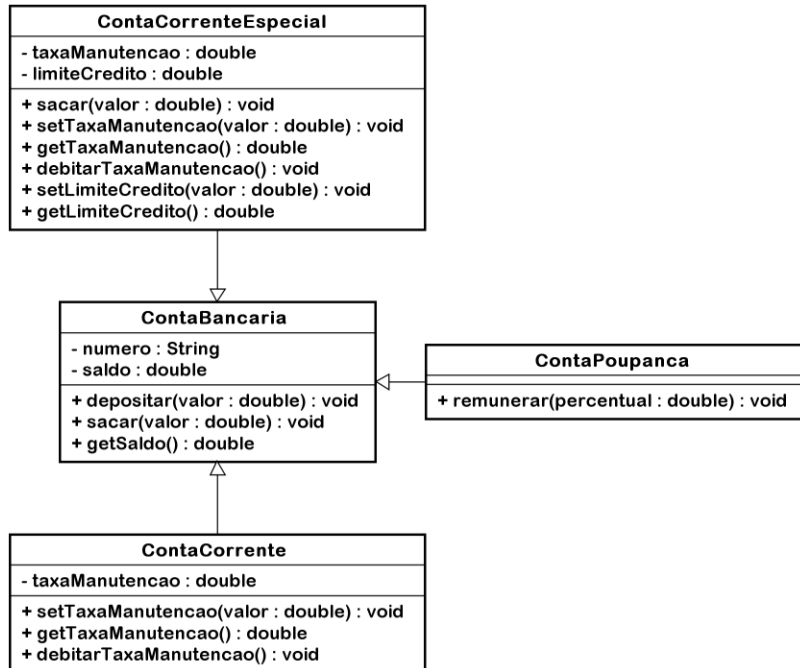 ContaCorrenteEspecial
- taxaManutencao : double
- limiteCredito : double
+ sacar(valor : double) : void
+ setTaxaManutencao(valor : double) : void
+ getTaxaManutencao() : double
+ debitarTaxaManutencao() : void
+ setLimiteCredito(valor : double) : void
+ getLimiteCredito() : double
ContaBancaria
- numero : String
- saldo : double
+ depositar(valor : double) : void
+ sacar(valor : double) : void
+ getSaldo() : double
ContaPoupanca
+ remunerar(percentual : double) : void
ContaCorrente
- taxaManutencao : double
+ setTaxaManutencao(valor : double) : void
+ getTaxaManutencao() : double
+ debitarTaxaManutencao() : void